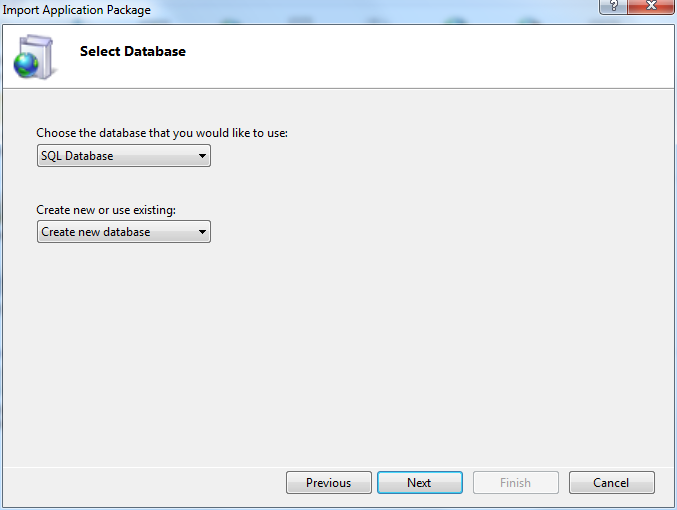 Import Application Package
?
Select Database
Choose the database that you would like to use:
SQL Database
Create new or use existing:
Create new database
Previous Next Finish Cancel